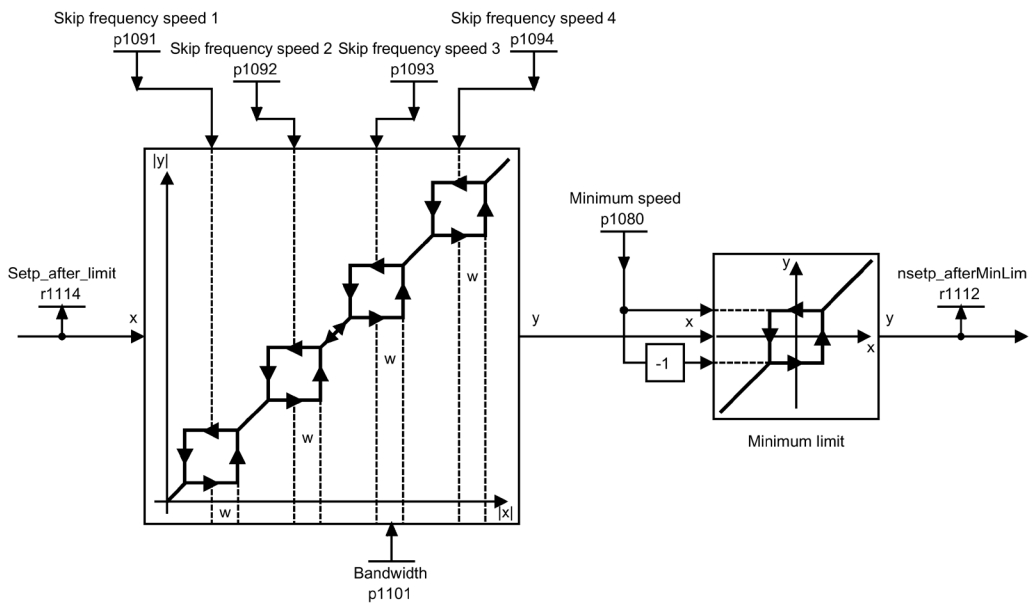 Skip frequency speed 1
p1091
Skip frequency speed 2
p1092
Skip frequency speed 3
p1093
Skip frequency speed 4
p1094
|y|
w
w
w
w
|x|
Setp_after_limit
r1114
x
y
Bandwidth
p1101
Minimum speed
p1080
x
-1
y
x
Minimum limit
y
nsetp_afterMinLim
r1112